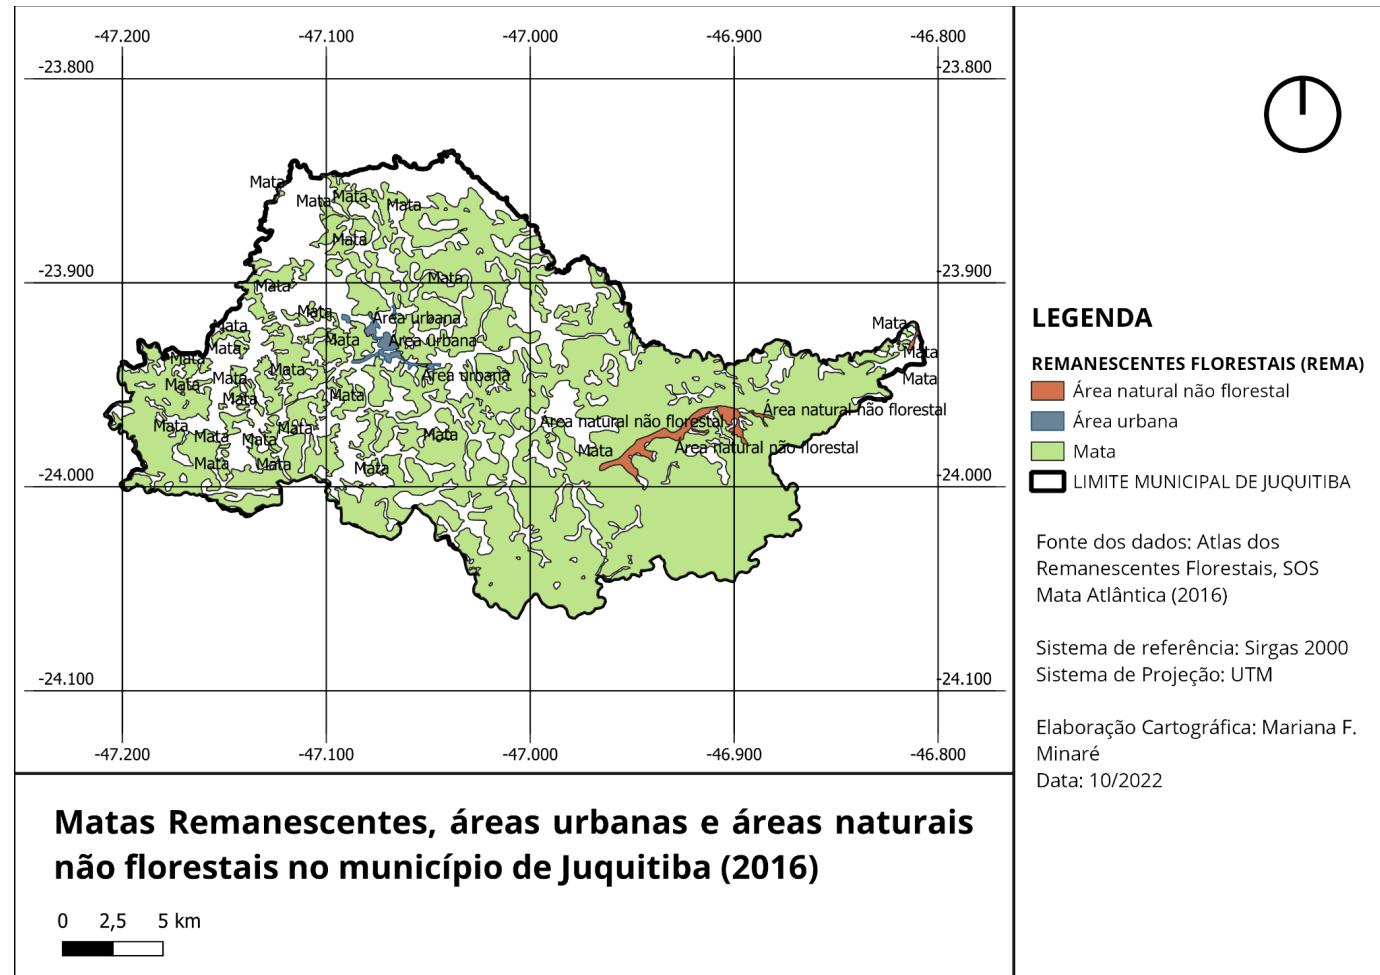 -47.200 -47.100 -47.000 -46.900 -46.800
-23.800 -23.800
Mata
Mata
Mata
Mata
Mata
-23.900 -23.900
Mata
Mata
Mata
Área urbana
Mata
Mata
Área urbana
Mata
Mata
Mata
Mata
Mata
Mata
Mata
Mata
Área urbana
Mata
Mata
Mata
Área natural não florestal
Área natural não florestal
Mata
Mata
Mata
Mata
Mata
Área natural não florestal
Mata
Mata
Mata
Mata
-24.000 -24.000
-24.100 -24.100
-47.200 -47.100 -47.000 -46.900 -46.800
Matas Remanescentes, áreas urbanas e áreas naturais
não florestais no município de Juquitiba (2016)
0 2,5 5 km
LEGENDA
REMANESCENTES FLORESTAIS (REMA)
Área natural não florestal
Área urbana
Mata
LIMITE MUNICIPAL DE JUQUITIBA
Fonte dos dados: Atlas dos
Remanescentes Florestais, SOS
Mata Atlântica (2016)
Sistema de referência: Sirgas 2000
Sistema de Projeção: UTM
Elaboração Cartográfica: Mariana F.
Minaré
Data: 10/2022